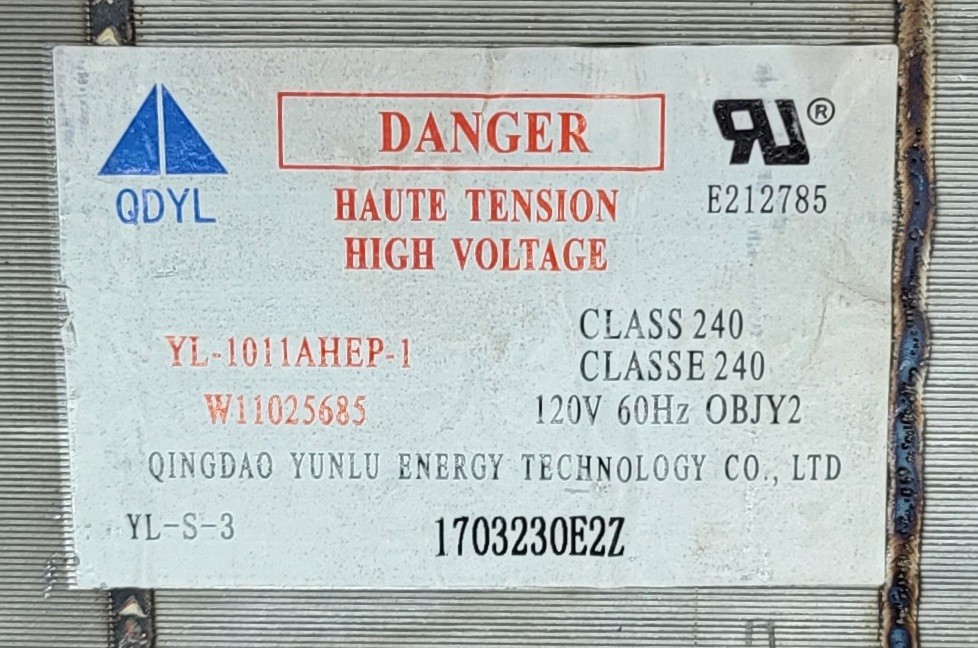 DANGER
QDYL
HAUTE TENSION
HIGH VOLTAGE
RU®
E212785
YL-1011AHEP-1
W11025685
CLASS 240
CLASSE 240
120V 60Hz OBJY2
QINGDAO YUNLU ENERGY TECHNOLOGY CO., LTD
YL-S-3
1703230E2Z